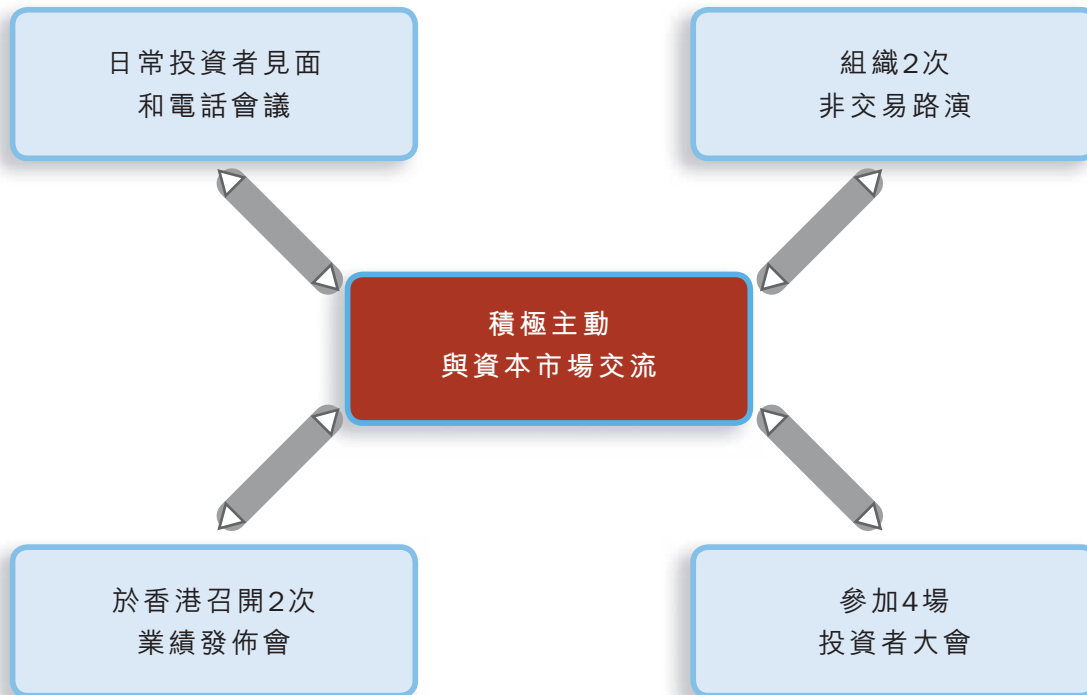 日常投資者見面
和電話會議
組織2次
非交易路演
積極主動
與資本市場交流
於香港召開2次
業績發佈會
參加4場
投資者大會